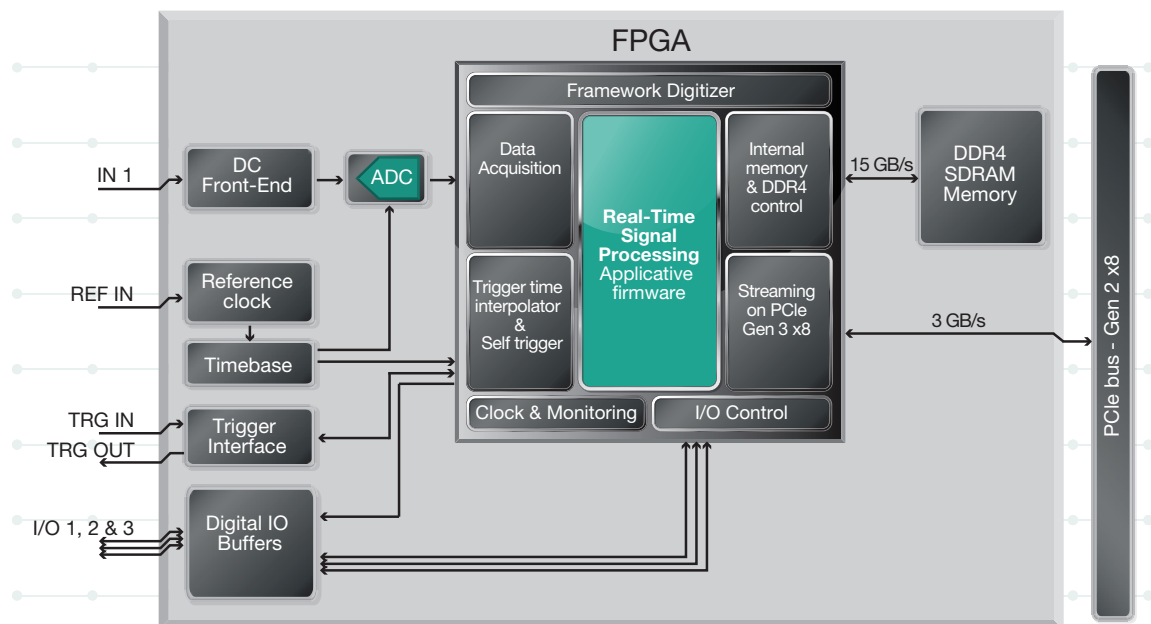 FPGA
Framework Digitizer
Data
Acquisition
Real-Time
Signal
Processing
Applicative
firmware
Internal
memory
& DDR4
control
Trigger time
interpolator
&
Self trigger
Streaming
on PCIe
Gen 3 x8
Clock & Monitoring
I/O Control
IN 1
DC
Front-End
ADC
REF IN
Reference
clock
Timebase
TRG IN
TRG OUT
Trigger
Interface
I/O 1, 2 & 3
Digital IO
Buffers
15 GB/s
DDR4
SDRAM
Memory
3 GB/s
PCIe bus - Gen 2 x8